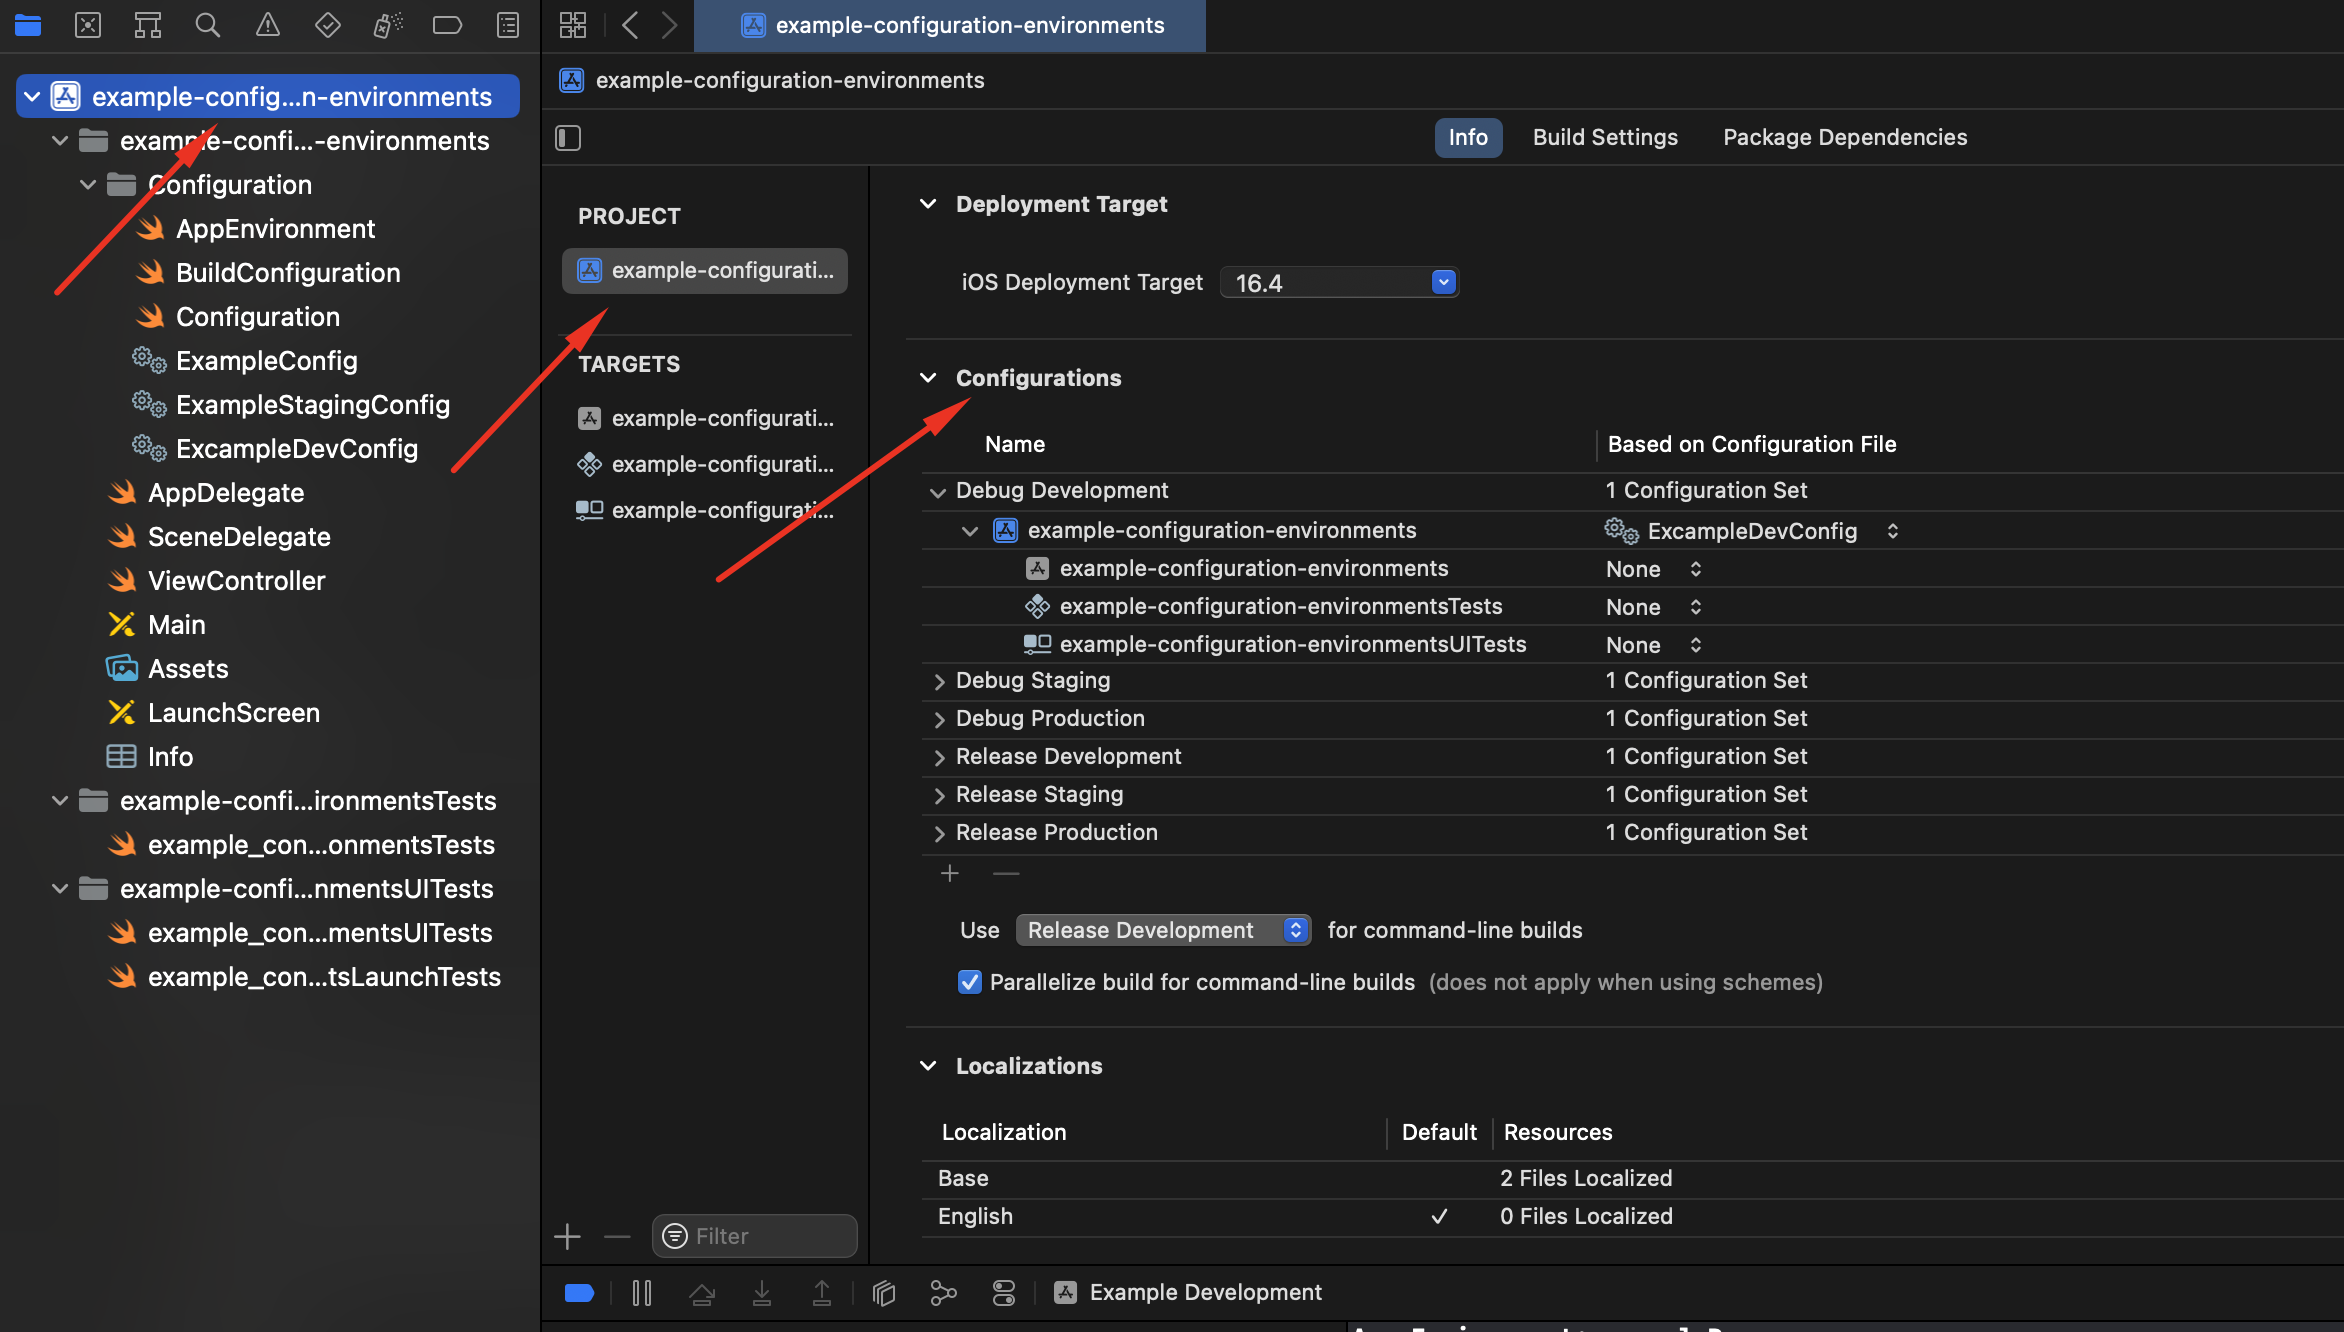 example-configuration-environments
example-configuration-environments
example-config...n-environments
example-confi...-environments
Configuration
AppEnvironment
BuildConfiguration
Configuration
ExampleConfig
ExampleStagingConfig
ExcampleDevConfig
AppDelegate
SceneDelegate
ViewController
Main
Assets
LaunchScreen
Info
example-confi...ironmentsTests
example_con...onmentsTests
example-confi...nmentsUITests
example_con...mentsUITests
example_con...tsLaunchTests
PROJECT
example-configurati...
TARGETS
example-configurati...
example-configurati...
example-configurati...
Filter
Info Build Settings Package Dependencies
Deployment Target
iOS Deployment Target 16.4
Configurations
Name Based on Configuration File
Debug Development 1 Configuration Set
example-configuration-environments ExcampleDevConfig
example-configuration-environments None
example-configuration-environmentsTests None
example-configuration-environmentsUITests None
Debug Staging 1 Configuration Set
Debug Production 1 Configuration Set
Release Development 1 Configuration Set
Release Staging 1 Configuration Set
Release Production 1 Configuration Set
Use Release Development for command-line builds
Parallelize build for command-line builds (does not apply when using schemes)
Localizations
Localization Default Resources
Base 2 Files Localized
English 0 Files Localized
Example Development